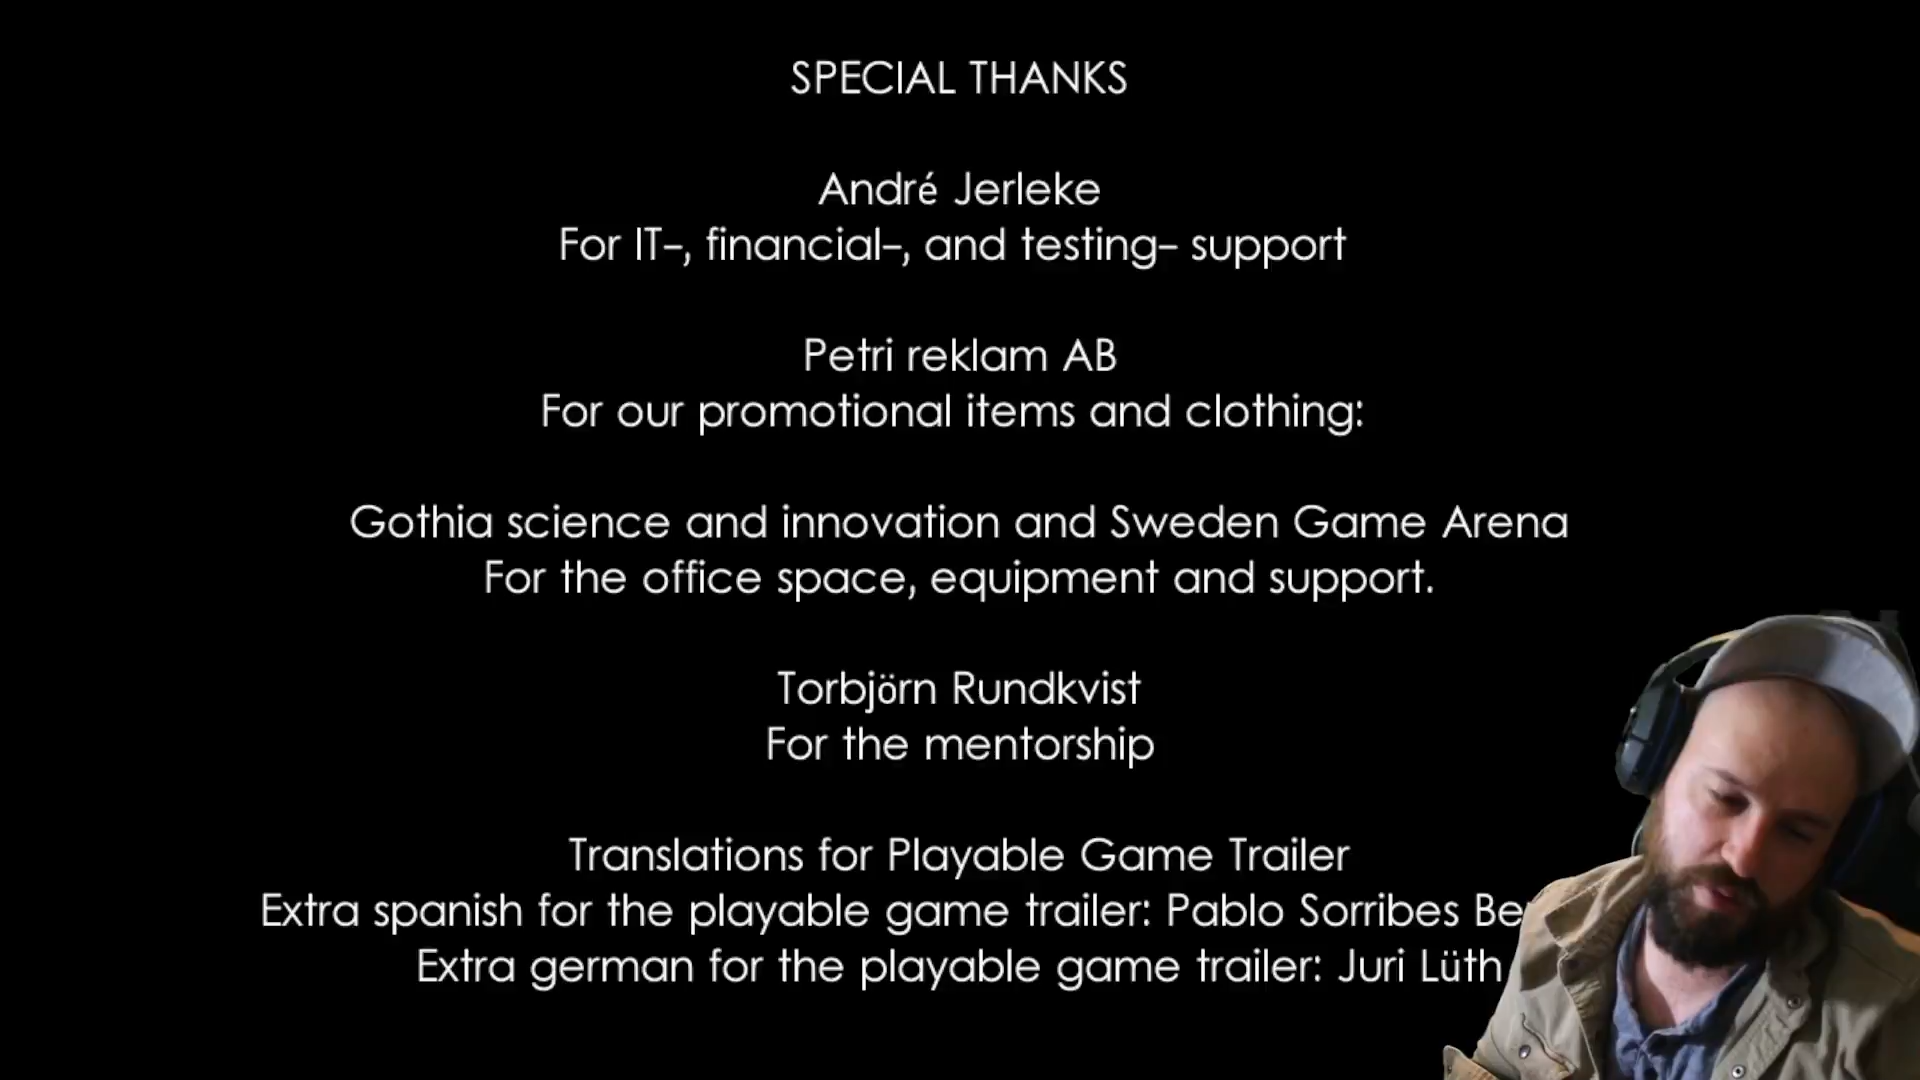 SPECIAL THANKS
André Jerleke
For IT-, financial-, and testing- support
Petri reklam AB
For our promotional items and clothing:
Gothia science and innovation and Sweden Game Arena
For the office space, equipment and support.
Torbjörn Rundkvist
For the mentorship
Translations for Playable Game Trailer
Extra spanish for the playable game trailer: Pablo Sorribes
Extra german for the playable game trailer: Juri Lüth